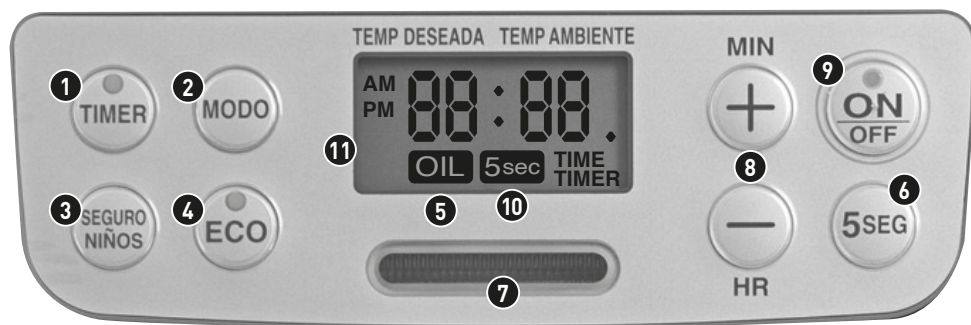 TEMP DESEADA TEMP AMBIENTE
1 TIMER
2 MODO
3 SEGURO
NIÑOS
4 ECO
AM
PM
88:88.
OIL 5sec TIME
TIMER
11
5
10
7
MIN
+
8
−
HR
9 ON
OFF
6 5SEG